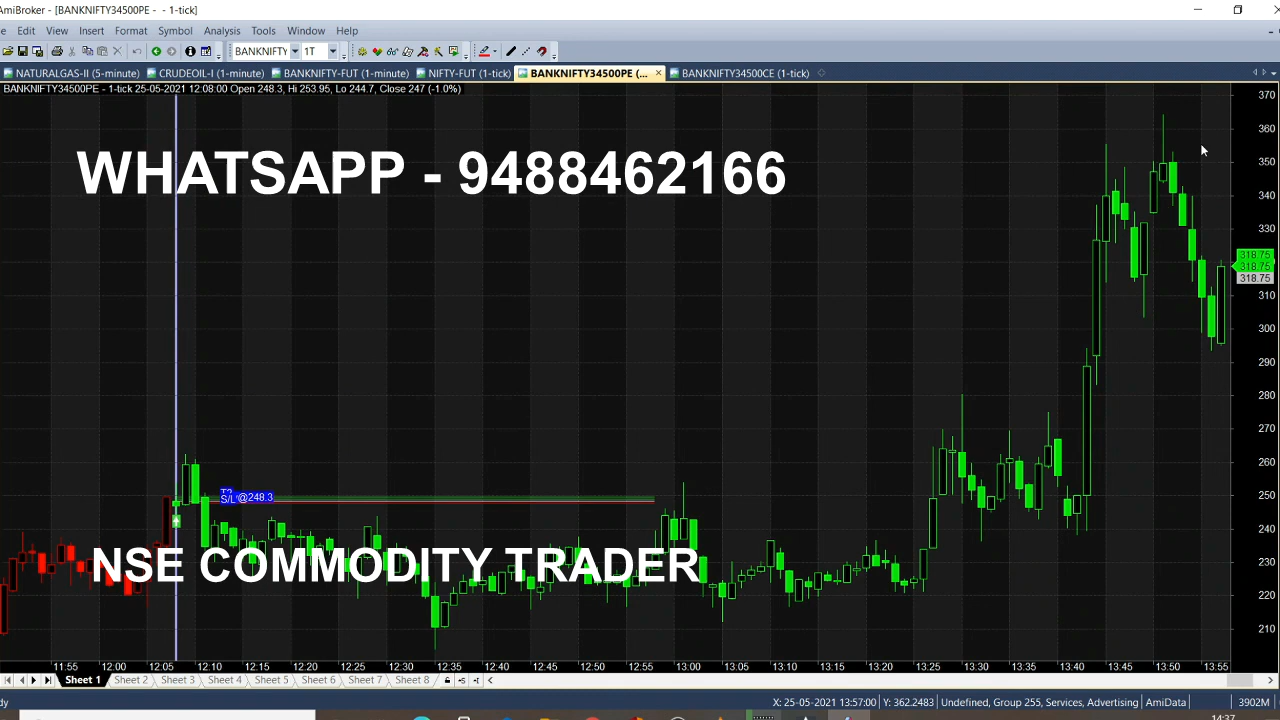 AmiBroker - [BANKNIFTY34500PE - - 1-tick]
Edit View Insert Format Symbol Analysis Tools Window Help
BANKNIFTY 1T
NATURALGAS-II (5-minute) CRUDEOIL-I (1-minute) BANKNIFTY-FUT (1-minute) NIFTY-FUT (1-tick) BANKNIFTY34500PE (... BANKNIFTY34500CE (1-tick)
BANKNIFTY34500PE - 1-tick 25-05-2021 12:08:00 Open 248.3, Hi 253.95, Lo 244.7, Close 247 (-1.0%)
370
360
WHATSAPP - 9488462166
350
340
330
318.75
318.75
318.75
310
300
290
280
270
260
250
S/L @248.3
240
NSE COMMODITY TRADER
230
220
210
11:55 12.00 12.05 12.10 12.15 12.20 12.25 12.30 12.35 12.40 12.45 12.50 12.55 13.00 13.05 13.10 13.15 13.20 13.25 13.30 13.35 13.40 13.45 13.50 13.55
Sheet 1 Sheet 2 Sheet 3 Sheet 4 Sheet 5 Sheet 6 Sheet 7 Sheet 8
X: 25-05-2021 13:57:00 Y: 362.2483 Undefined, Group 255, Services, Advertising AmiData 3902M